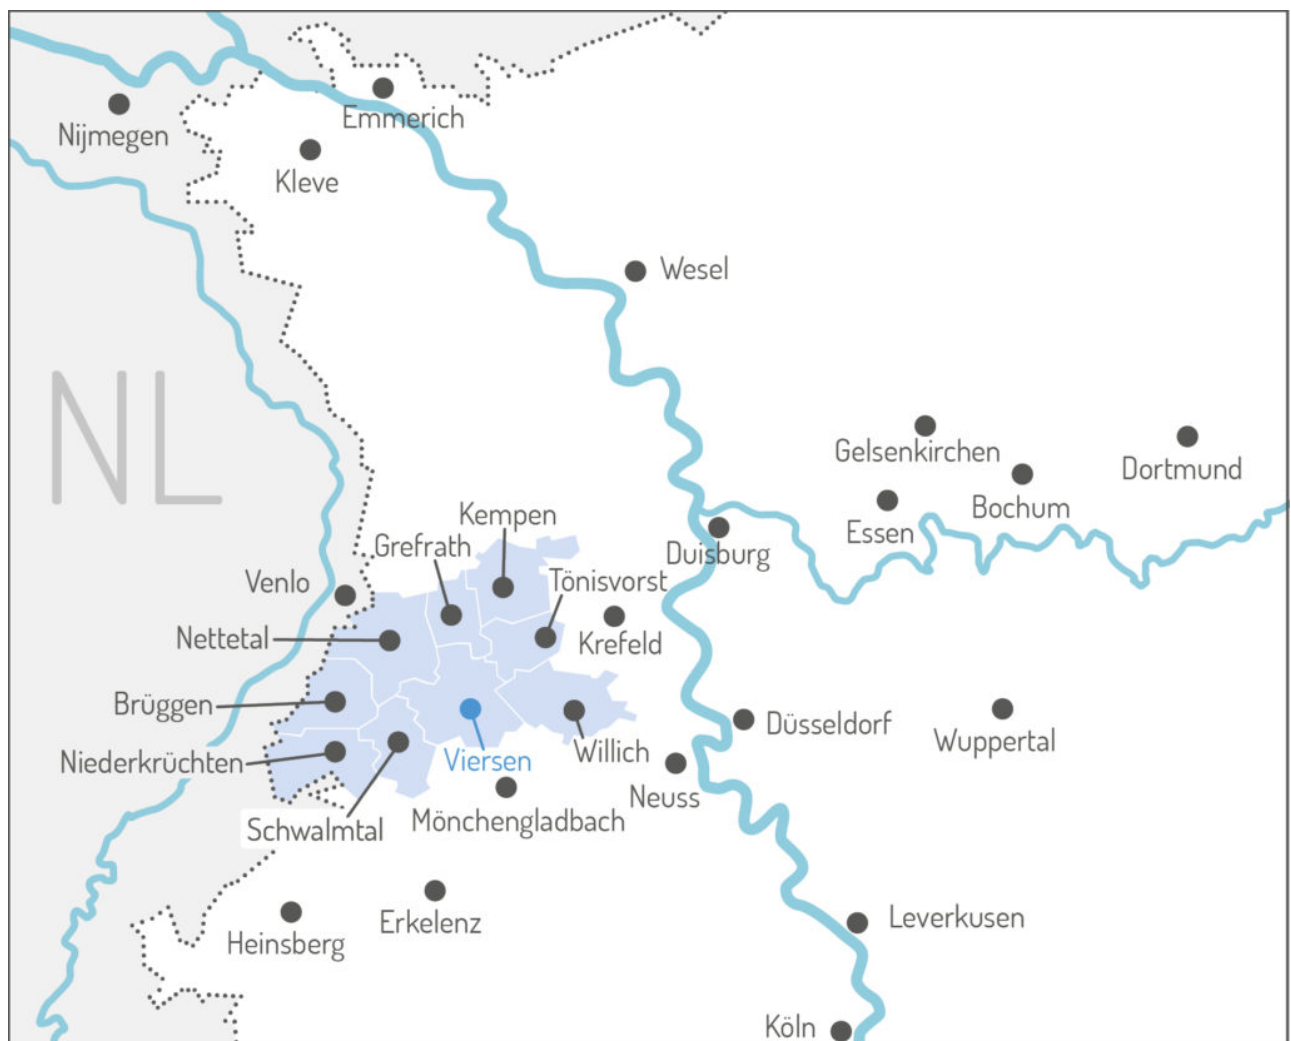 Emmerich
Nijmegen
Kleve
Wesel
NL
Gelsenkirchen
Dortmund
Bochum
Essen
Kempen
Grefrath
Duisburg
Tönisvorst
Venlo
Nettetal
Krefeld
Brüggen
Düsseldorf
Wuppertal
Niederkrüchten
Viersen
Willich
Neuss
Schwalmtal
Mönchengladbach
Leverkusen
Erkelenz
Heinsberg
Köln